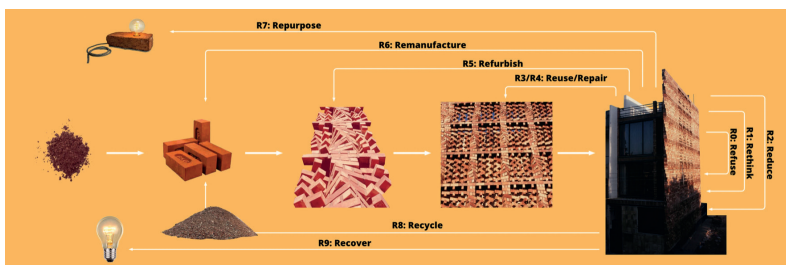 R7: Repurpose
R6: Remanufacture
R5: Refurbish
R3/R4: Reuse/Repair
R0: Refuse
R1: Rethink
R2: Reduce
R8: Recycle
R9: Recover